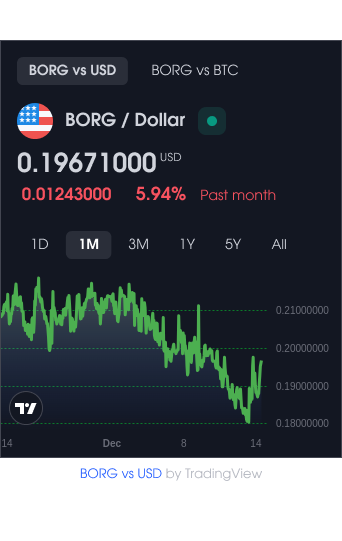 BORG vs USD BORG vs BTC
BORG / Dollar
0.19671000 USD
0.01243000 5.94% Past month
1D 1M 3M 1Y 5Y All
0.21000000
0.20000000
0.19000000
0.18000000
14 Dec 8 14
BORG vs USD by TradingView